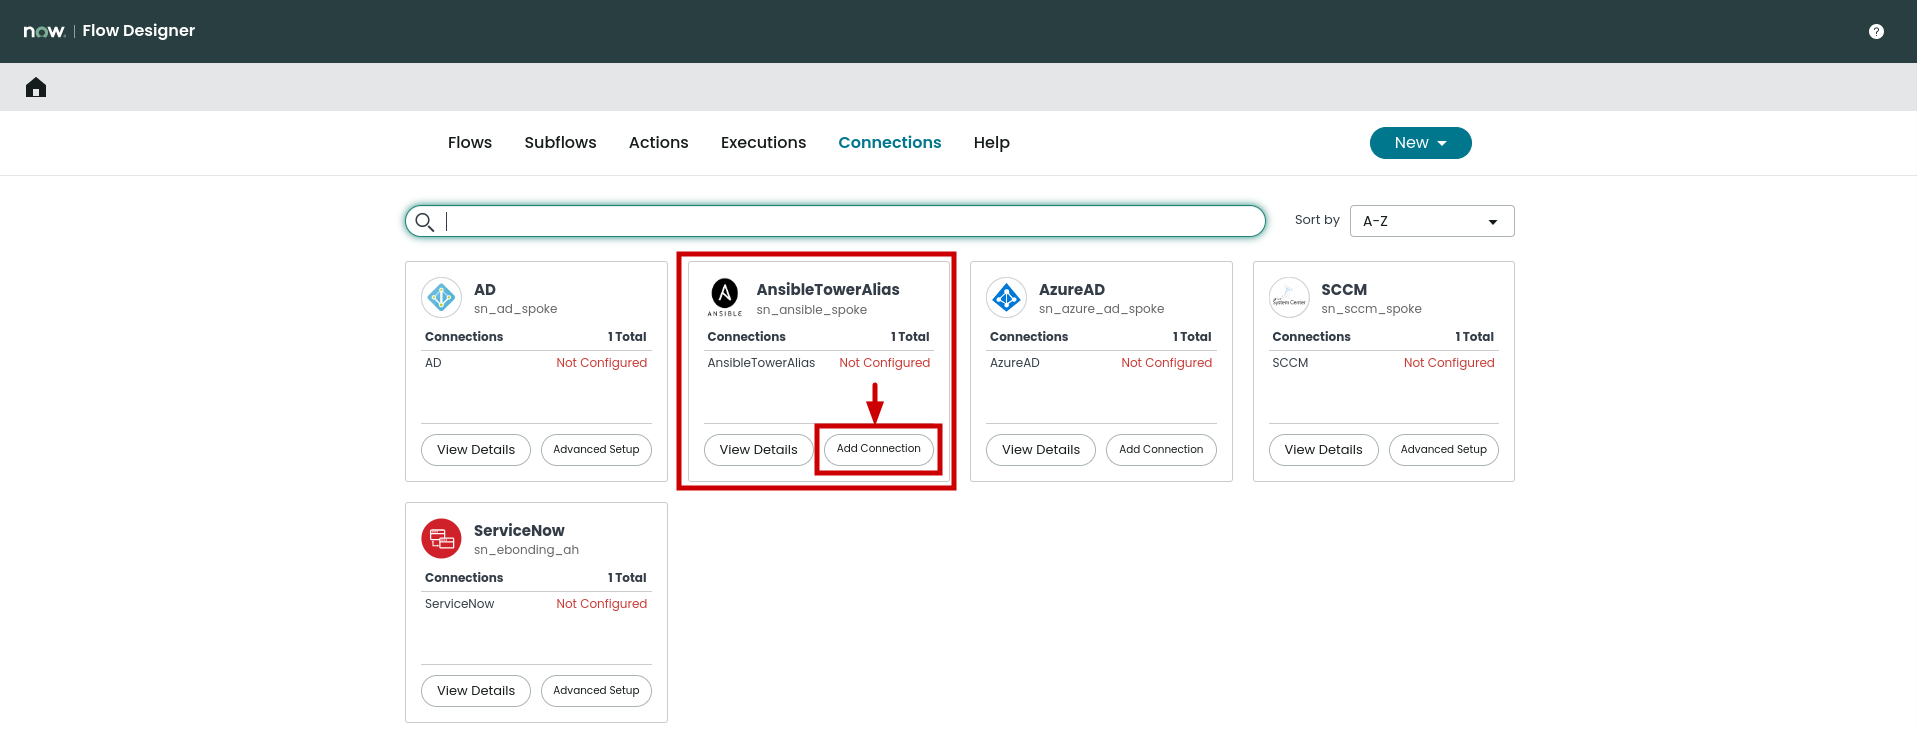 now. | Flow Designer ?
Flows Subflows Actions Executions Connections Help New
Sort by A-Z
AD
sn_ad_spoke
Connections 1 Total
AD Not Configured
View Details Advanced Setup
ANSIBLE
AnsibleTowerAlias
sn_ansible_spoke
Connections 1 Total
AnsibleTowerAlias Not Configured
View Details Add Connection
AzureAD
sn_azure_ad_spoke
Connections 1 Total
AzureAD Not Configured
View Details Add Connection
System Center
SCCM
sn_sccm_spoke
Connections 1 Total
SCCM Not Configured
View Details Advanced Setup
ServiceNow
sn_ebonding_ah
Connections 1 Total
ServiceNow Not Configured
View Details Advanced Setup